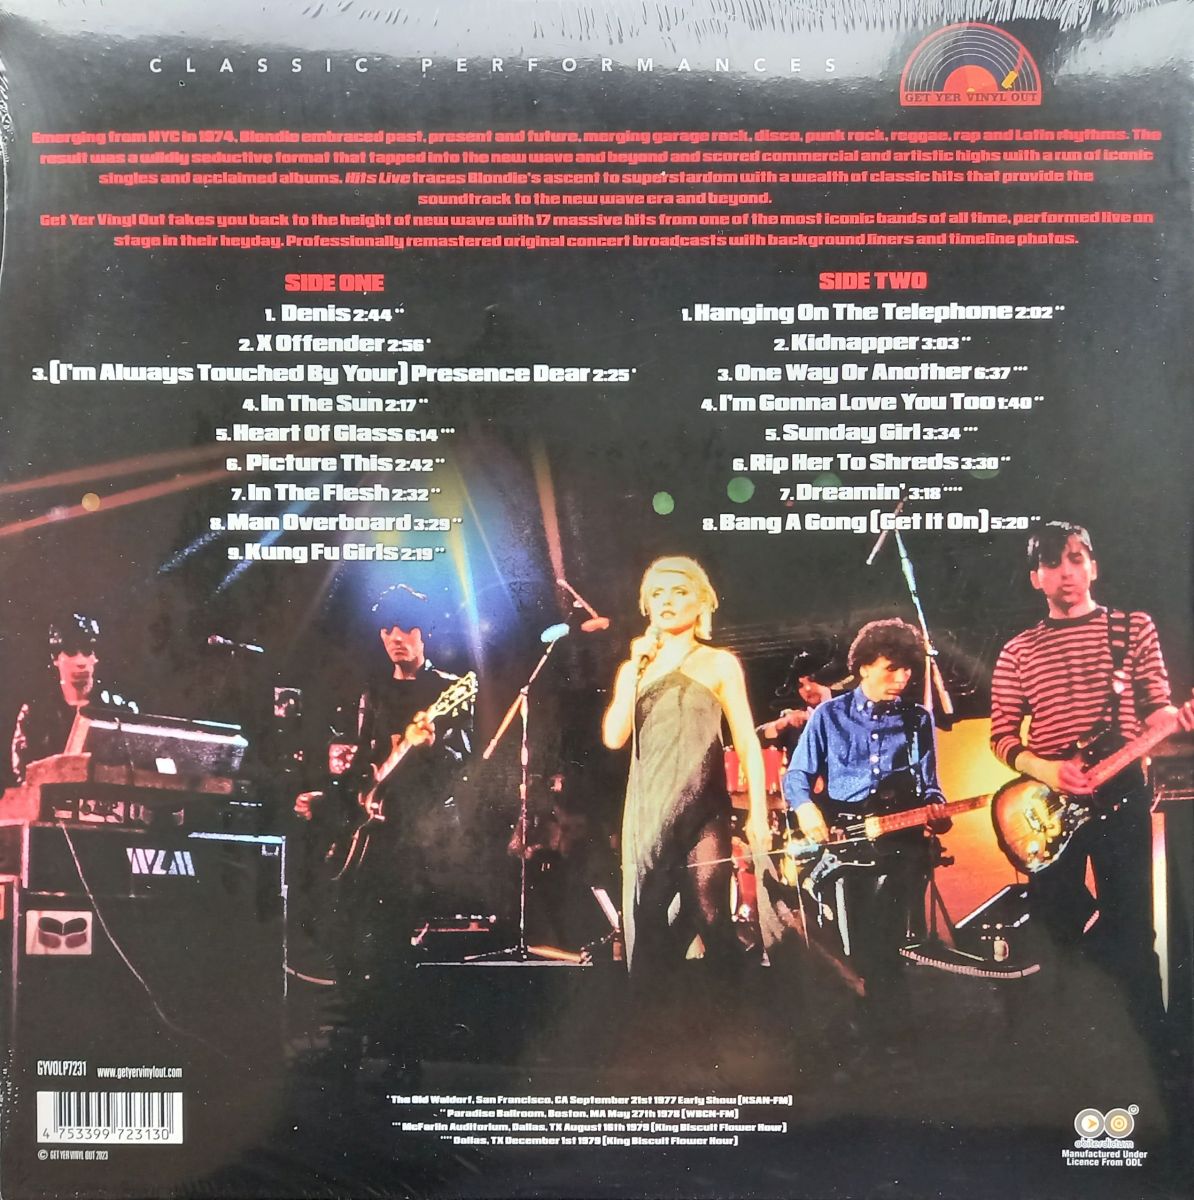 CLASSIC PERFORMANCES
GET YER VINYL OUT
Emerging from NYC in 1974, Blondie embraced past, present and future, merging garage rock, disco, punk rock, reggae, rap and Latin rhythms. The
result was a wildly seductive format that tapped into the new wave and beyond and scored commercial and artistic highs with a run of iconic
singles and acclaimed albums. Hits Live traces Blondie's ascent to superstardom with a wealth of classic hits that provide the
soundtrack to the new wave era and beyond.
Get Yer Vinyl Out takes you back to the height of new wave with 17 massive hits from one of the most iconic bands of all time, performed live on
stage in their heyday. Professionally remastered original concert broadcasts with background liners and timeline photos.
SIDE ONE
1. Denis 2:44 **
2. X Offender 2:56 *
3. (I'm Always Touched By Your) Presence Dear 2:25 *
4. In The Sun 2:17 **
5. Heart Of Glass 6:14 ***
6. Picture This 2:42 **
7. In The Flesh 2:32 **
8. Man Overboard 3:29 **
9. Kung Fu Girls 2:19 **
SIDE TWO
1. Hanging On The Telephone 2:02 **
2. Kidnapper 3:03 **
3. One Way Or Another 6:37 ***
4. I'm Gonna Love You Too 1:40 **
5. Sunday Girl 3:34 ***
6. Rip Her To Shreds 3:30 **
7. Dreamin' 3:18 ****
8. Bang A Gong (Get It On) 5:20 **
GYVOLP7231 www.getyervinylout.com
4 753399 723130
© GET YER VINYL OUT 2023
* The Old Waldorf, San Francisco, CA September 21st 1977 Early Show (KSAN-FM)
** Paradise Ballroom, Boston, MA May 27th 1978 (WBCN-FM)
*** McFarlin Auditorium, Dallas, TX August 16th 1979 (King Biscuit Flower Hour)
**** Dallas, TX December 1st 1979 (King Biscuit Flower Hour)
obiterdictum
Manufactured Under
Licence From ODL